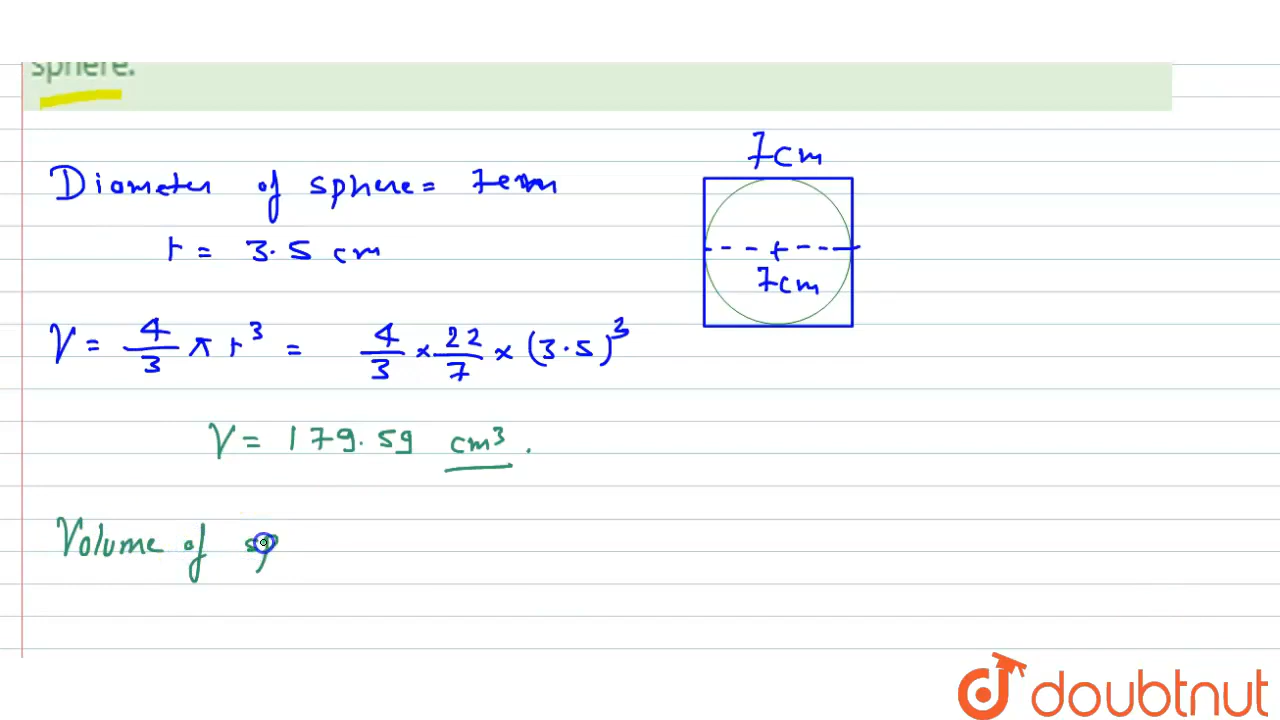 sphere.
7cm
Diameter of sphere = 7cm
r = 3.5 cm
7cm
V = 4/3 π r³ = 4/3 × 22/7 × (3.5)³
V = 179.59 cm³.
Volume of sp
doubtnut